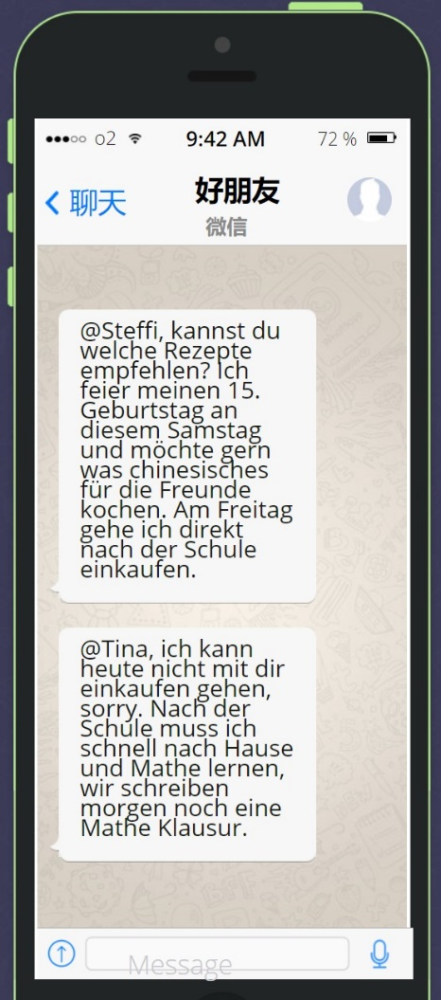 o2 9:42 AM 72 %
聊天 好朋友
微信
@Steffi, kannst du
welche Rezepte
empfehlen? Ich
feier meinen 15.
Geburtstag an
diesem Samstag
und möchte gern
was chinesisches
für die Freunde
kochen. Am Freitag
gehe ich direkt
nach der Schule
einkaufen.
@Tina, ich kann
heute nicht mit dir
einkaufen gehen,
sorry. Nach der
Schule muss ich
schnell nach Hause
und Mathe lernen,
wir schreiben
morgen noch eine
Mathe Klausur.
Message